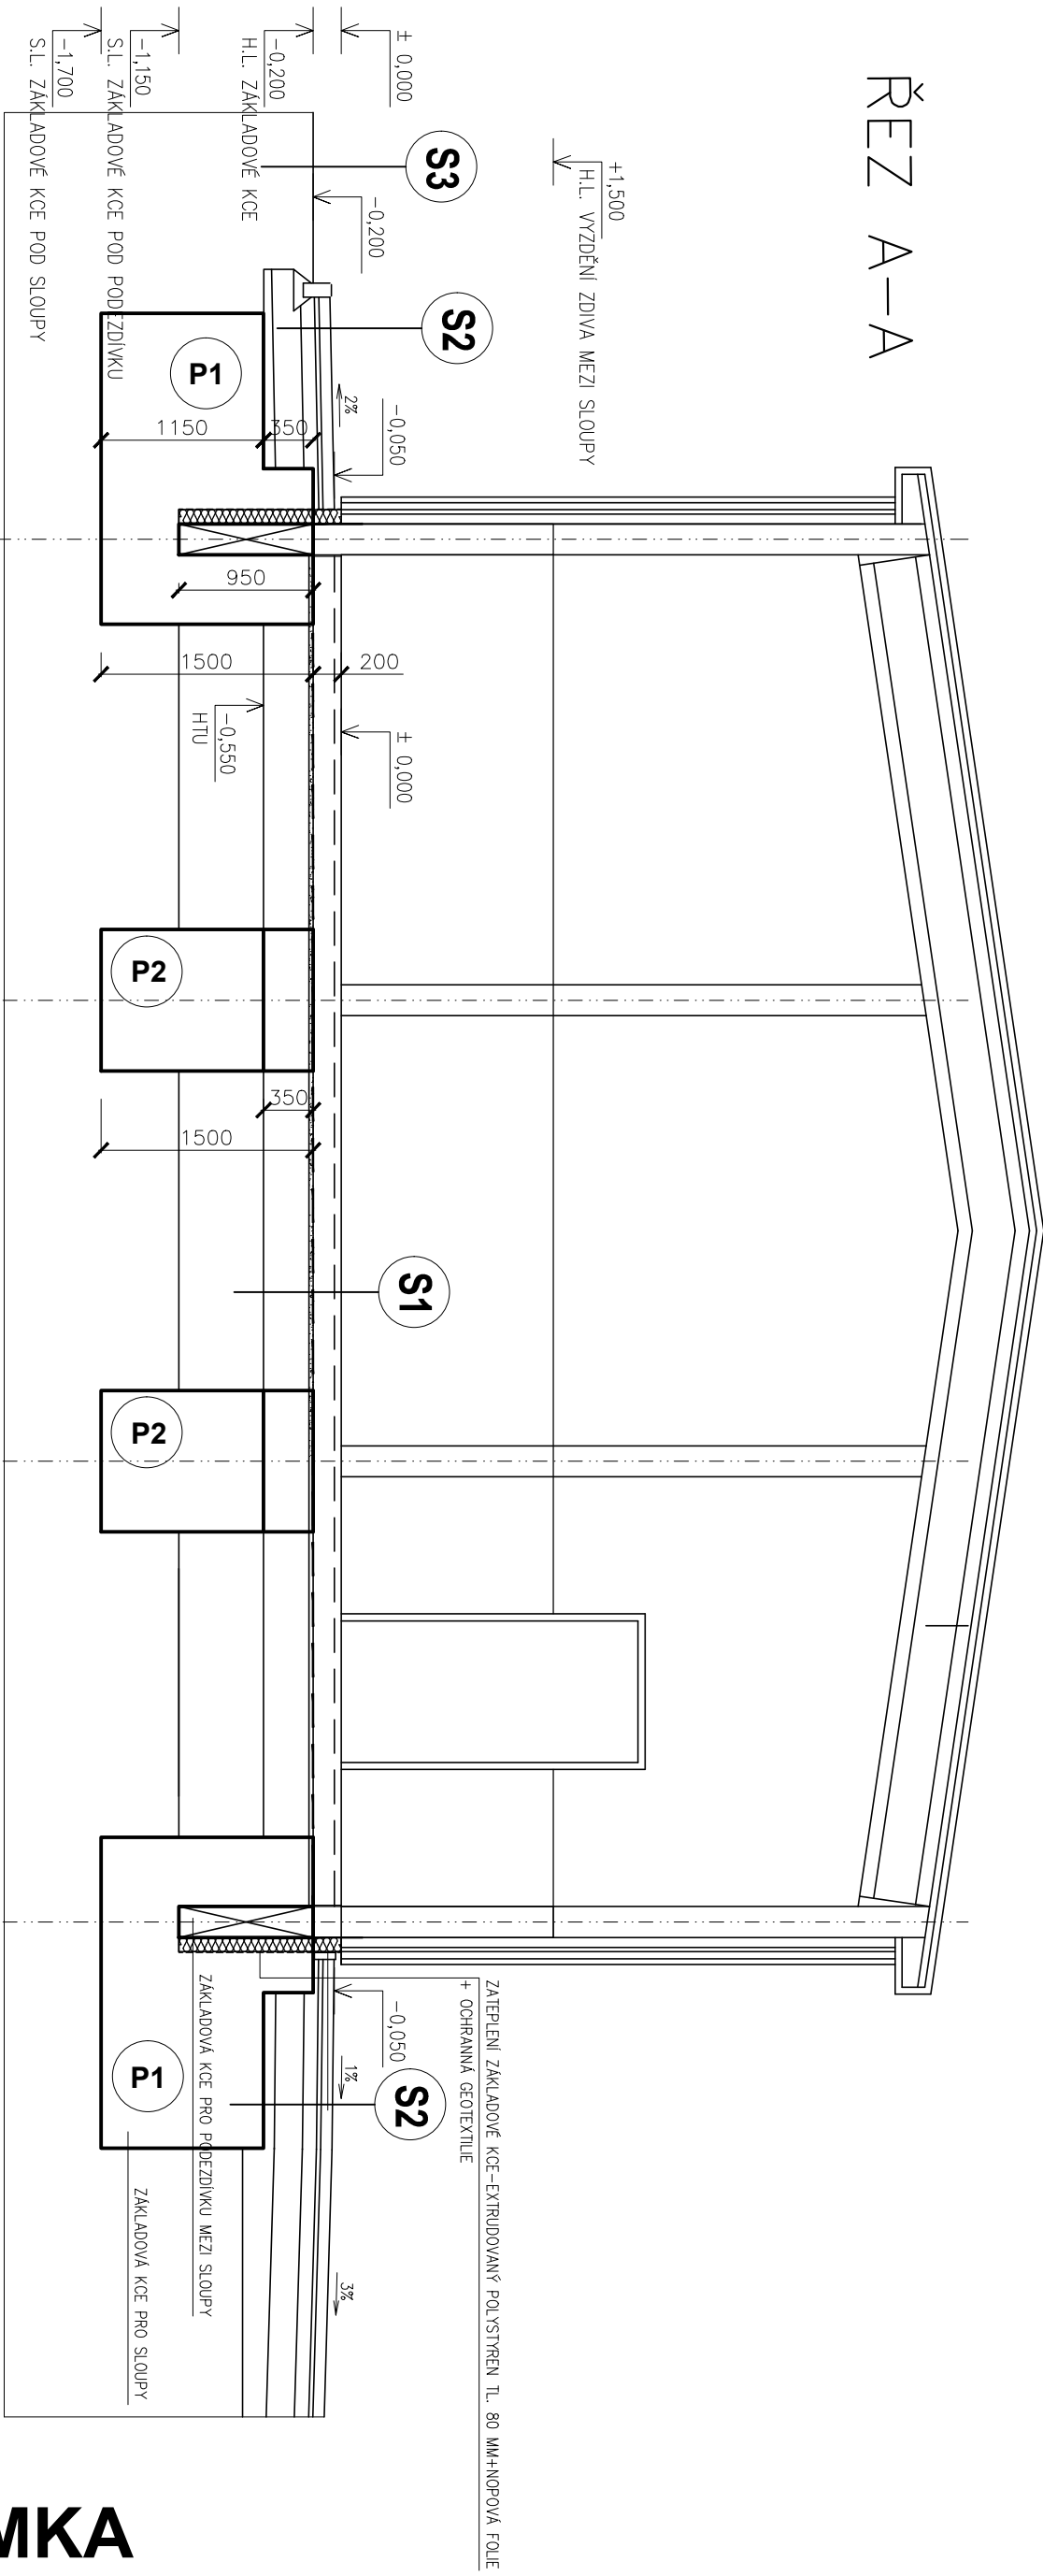 ŘEZ A-A
+1,500
H.L. VYZDĚNÍ ZDIVA MEZI SLOUPY
± 0,000
-0,200
H.L. ZÁKLADOVÉ KCE
-1,150
S.L. ZÁKLADOVÉ KCE POD PODEZDÍVKU
-1,700
S.L. ZÁKLADOVÉ KCE POD SLOUPY
S3
-0,200
S2
2%
-0,050
P1
1150
350
950
1500
200
-0,550
HTU
± 0,000
P2
350
1500
S1
P2
ZATEPLENÍ ZÁKLADOVÉ KCE-EXTRUDOVANÝ POLYSTYREN TL. 80 MM+NOPOVÁ FOLIE
+ OCHRANNÁ GEOTEXTILIE
-0,050
1%
S2
3%
P1
ZÁKLADOVÁ KCE PRO PODEZDÍVKU MEZI SLOUPY
ZÁKLADOVÁ KCE PRO SLOUPY
MKA